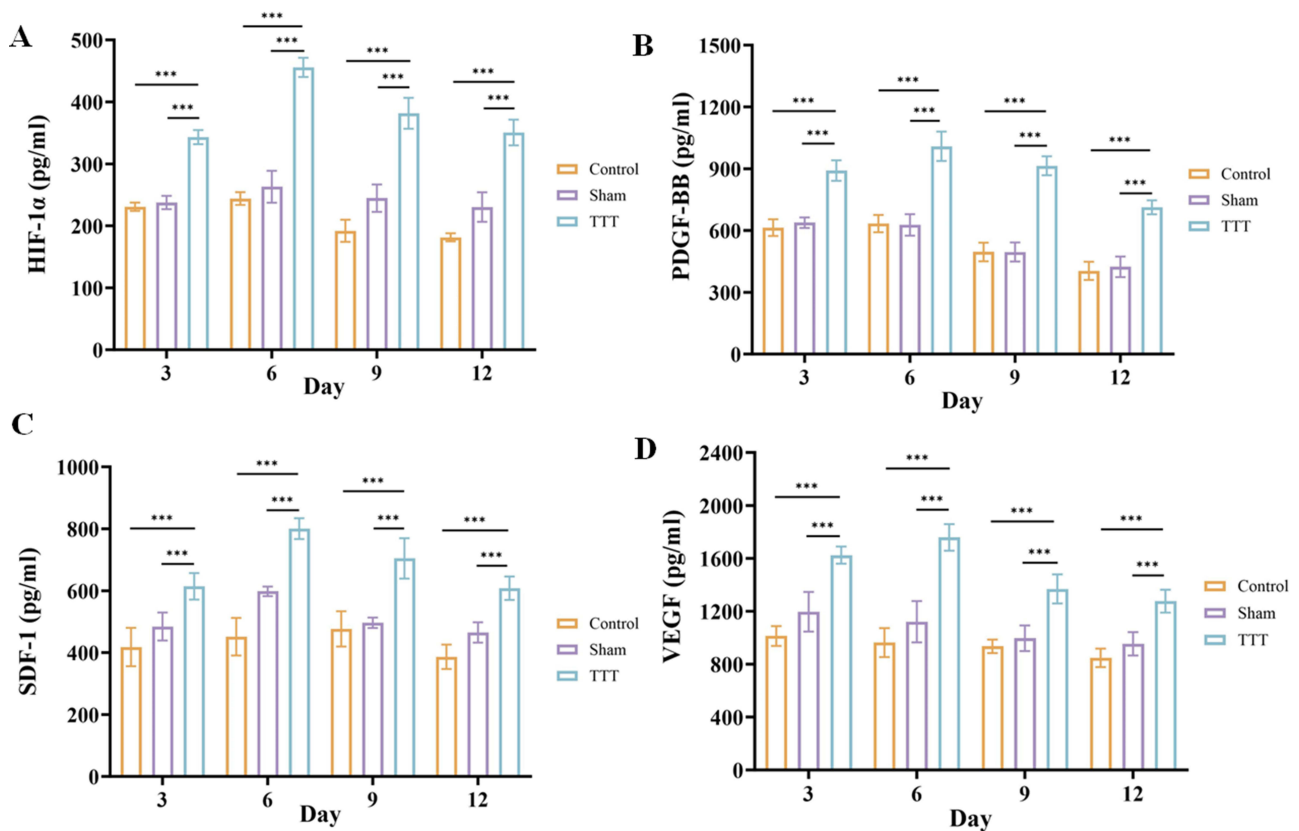 A
HIF-1α (pg/ml)
500
400
300
200
100
0
*** *** *** *** *** *** *** ***
3 6 9 12
Day
Control
Sham
TTT
B
PDGF-BB (pg/ml)
1500
1200
900
600
300
0
*** *** *** *** *** *** *** ***
3 6 9 12
Day
Control
Sham
TTT
C
SDF-1 (pg/ml)
1000
800
600
400
200
0
*** *** *** *** *** *** *** ***
3 6 9 12
Day
Control
Sham
TTT
D
VEGF (pg/ml)
2400
2000
1600
1200
800
400
0
*** *** *** *** *** *** *** ***
3 6 9 12
Day
Control
Sham
TTT